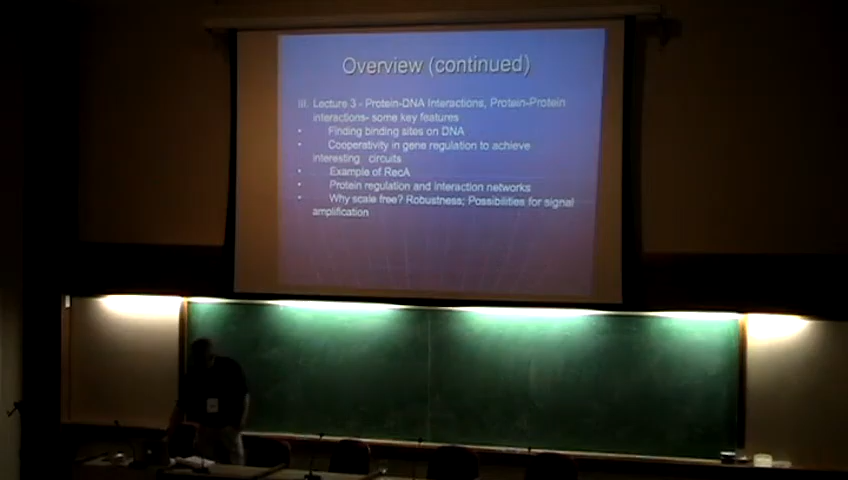 Overview (continued)
III. Lecture 3 - Protein-DNA Interactions, Protein-Protein
interactions- some key features
• Finding binding sites on DNA
• Cooperativity in gene regulation to achieve
interesting circuits
• Example of RecA
• Protein regulation and interaction networks
• Why scale free? Robustness; Possibilities for signal
amplification